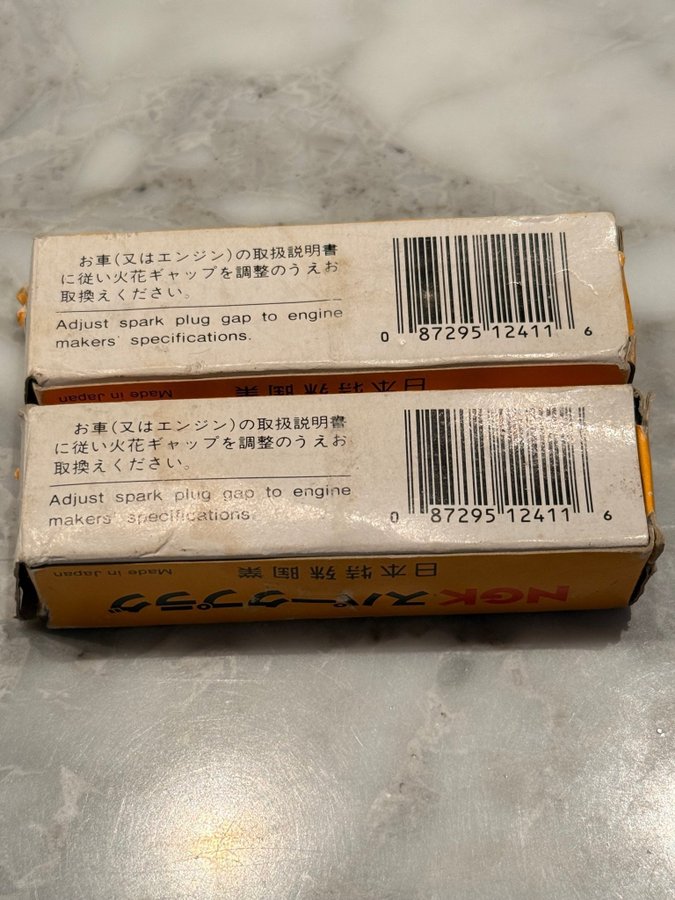 お車(又はエンジン)の取扱説明書
に従い火花ギャップを調整のうえお
取換えください。
Adjust spark plug gap to engine
makers' specifications.
0 87295 12411 6
Made in Japan
日本特殊陶業
お車(又はエンジン)の取扱説明書
に従い火花ギャップを調整のうえお
取換えください。
Adjust spark plug gap to engine
makers' specifications.
0 87295 12411 6
Made in Japan
日本特殊陶業
NGKスパークプラグ